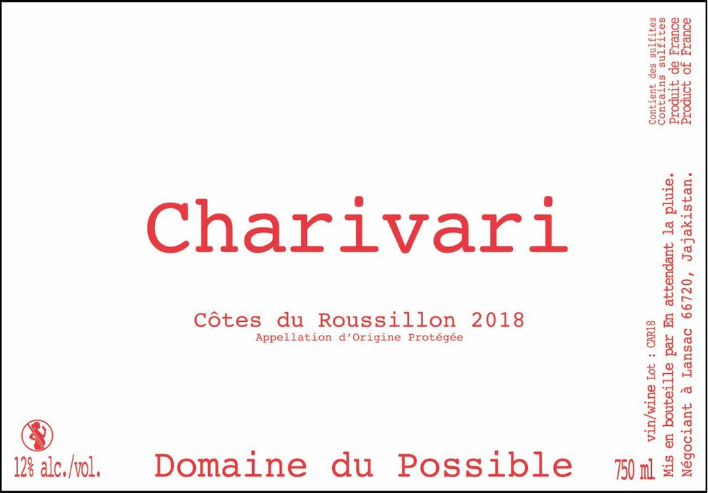 Charivari
Côtes du Roussillon 2018
Appellation d'Origine Protégée
12% alc./vol.
Domaine du Possible
750 ml
vin/wine Lot : CAR18
Mis en bouteille par En attendant la pluie.
Négociant à Lansac 66720, Jajakistan.
Contient des sulfites
Contains sulfites
Produit de France
Product of France